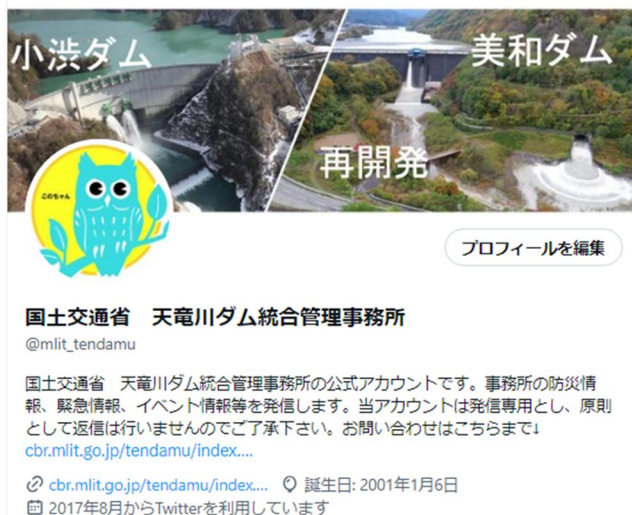 小渋ダム
美和ダム
再開発
このちゃん
プロフィールを編集
国土交通省　天竜川ダム統合管理事務所
@mlit_tendamu
国土交通省　天竜川ダム統合管理事務所の公式アカウントです。事務所の防災情
報、緊急情報、イベント情報等を発信します。当アカウントは発信専用とし、原則
として返信は行いませんのでご了承下さい。お問い合わせはこちらまで↓
cbr.mlit.go.jp/tendamu/index....
cbr.mlit.go.jp/tendamu/index.... 誕生日: 2001年1月6日
2017年8月からTwitterを利用しています